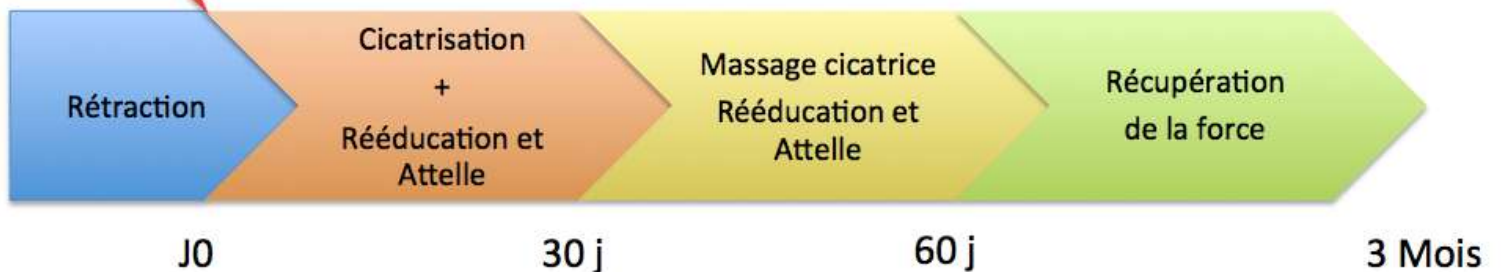 Rétraction
Cicatrisation
+
Rééducation et
Attelle
Massage cicatrice
Rééducation et
Attelle
Récupération
de la force
J0
30 j
60 j
3 Mois